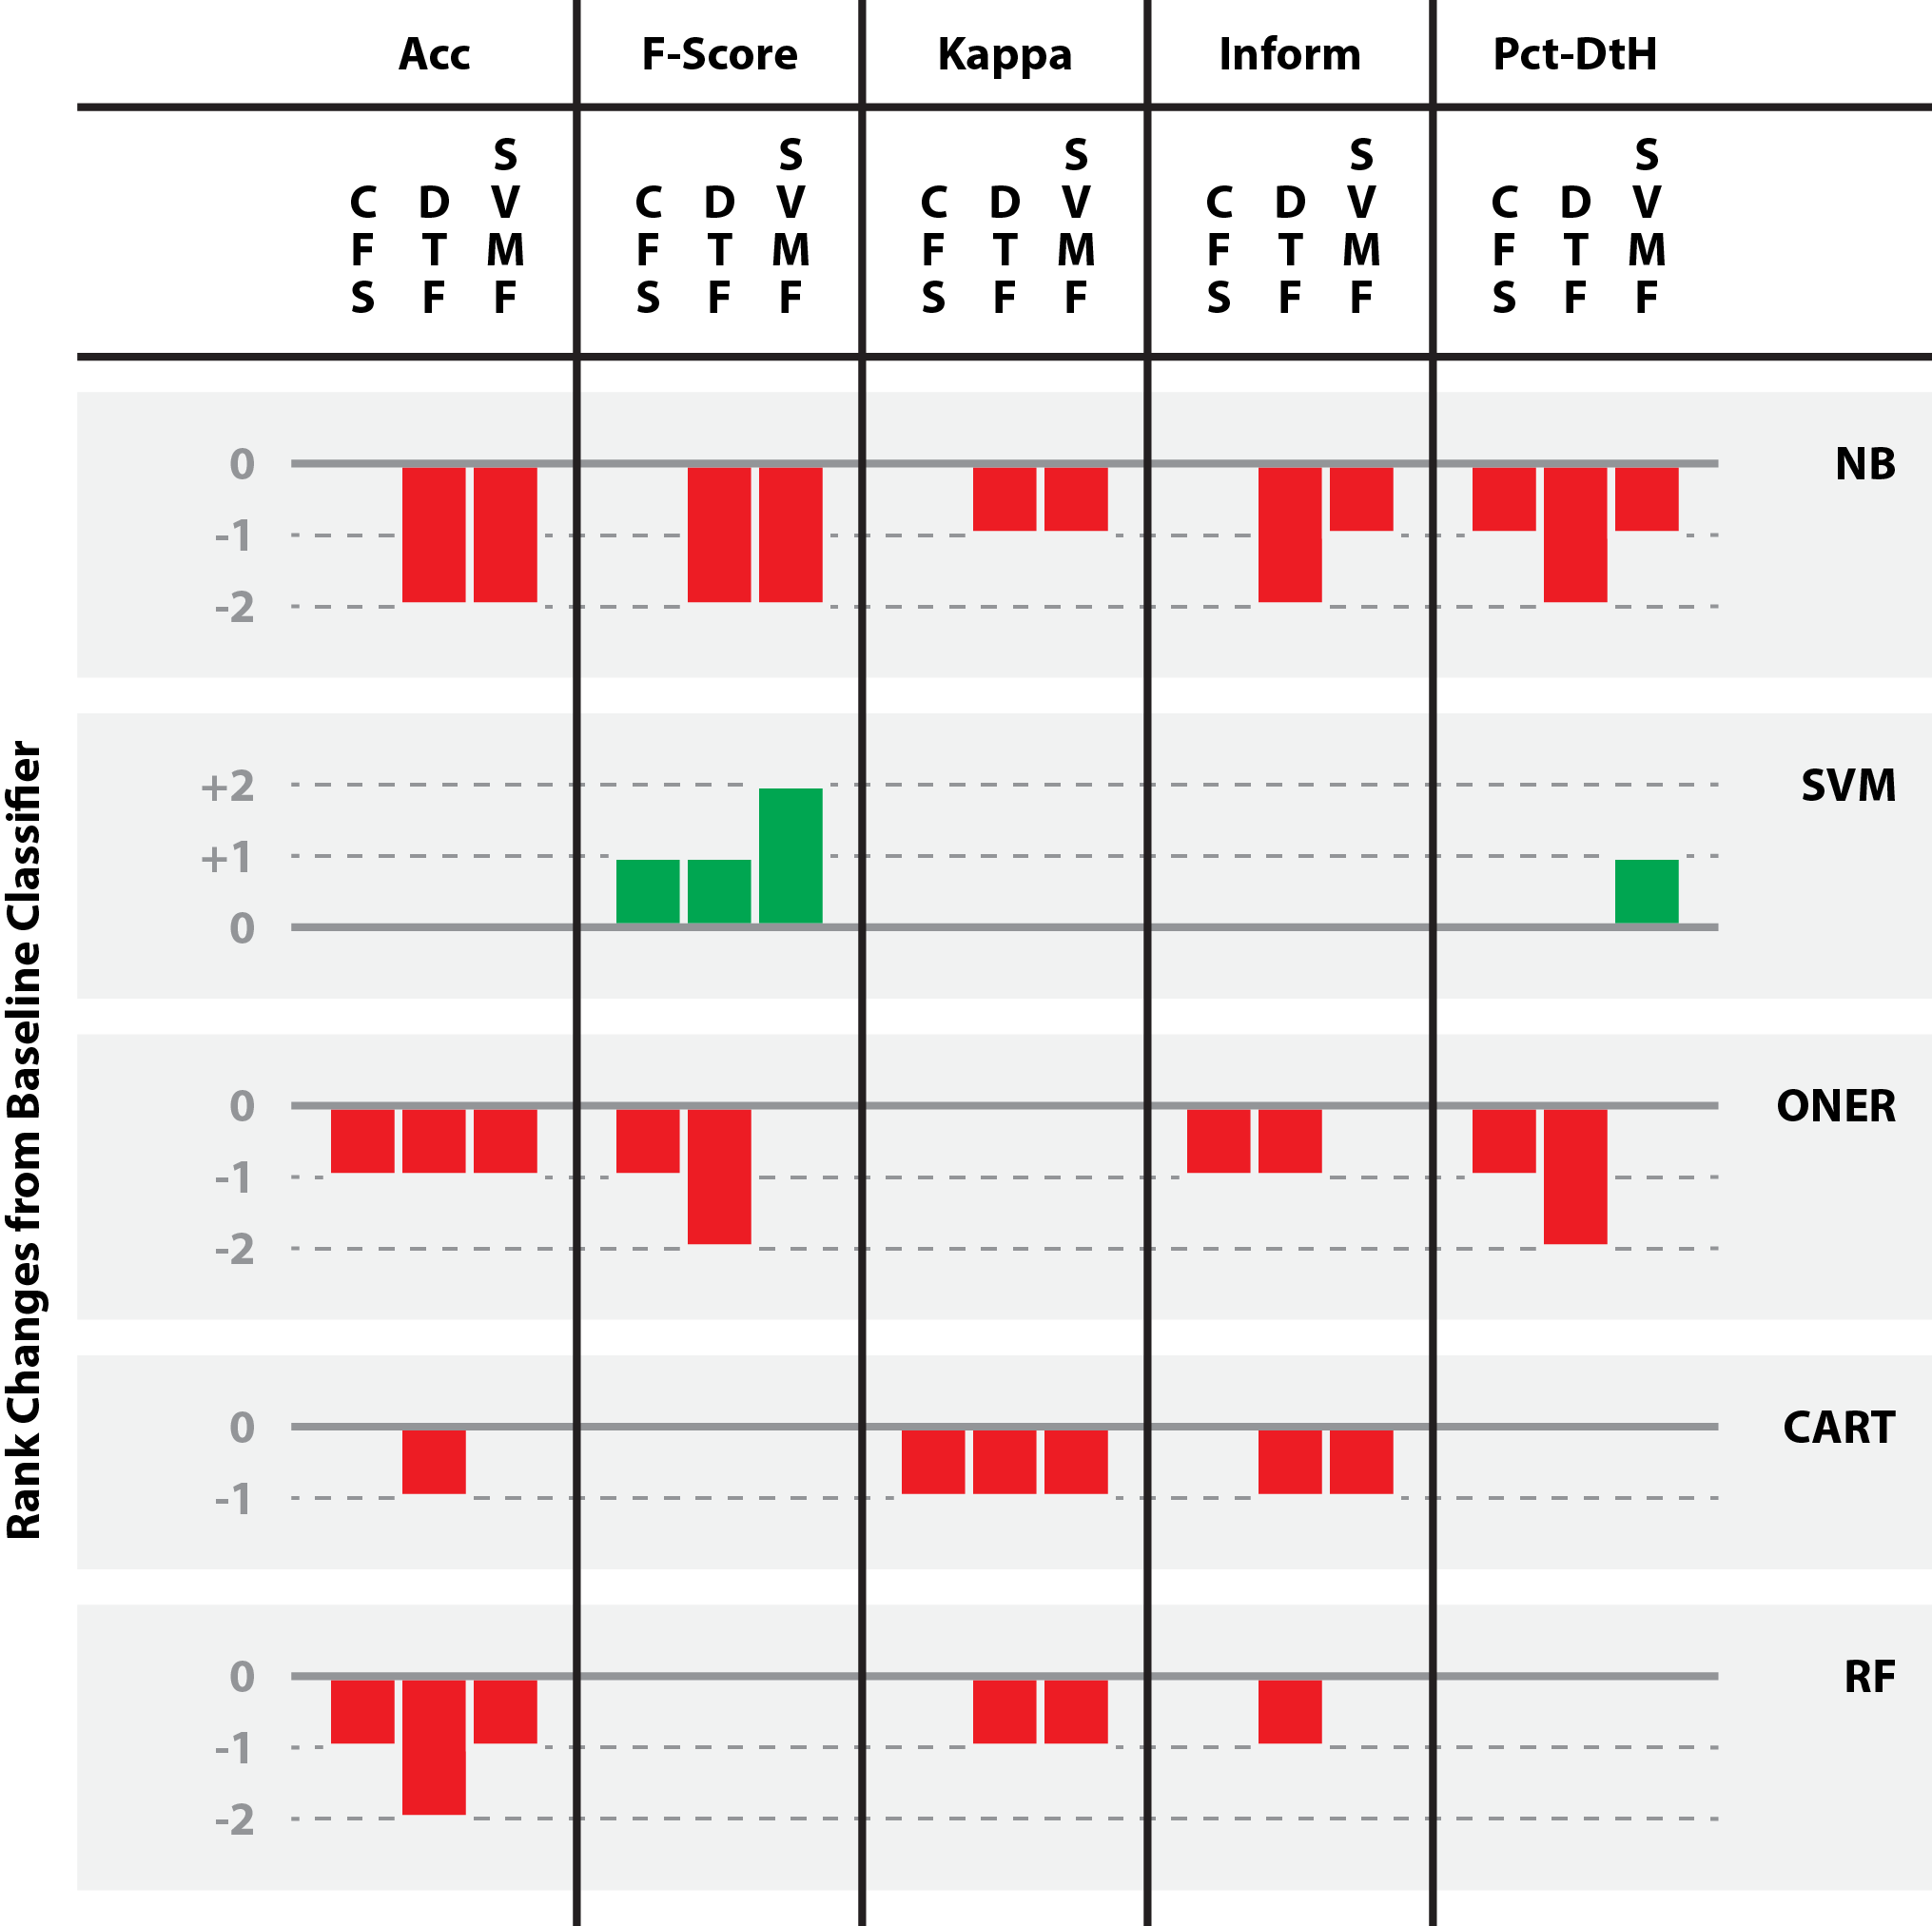 Acc F-Score Kappa Inform Pct-DtH
CFS DTF SVMF CFS DTF SVMF CFS DTF SVMF CFS DTF SVMF CFS DTF SVMF
Rank Changes from Baseline Classifier
0 NB
-1
-2
+2 SVM
+1
0
0 ONER
-1
-2
0 CART
-1
0 RF
-1
-2